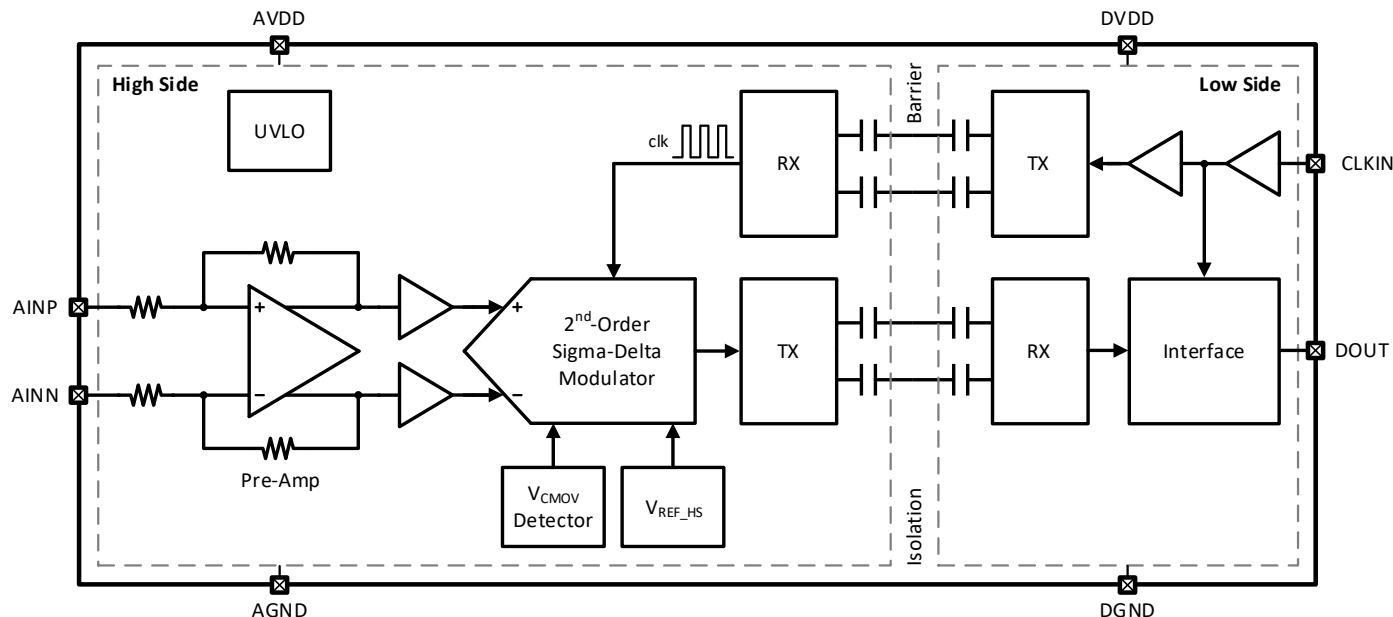 AVDD
DVDD
High Side
Barrier
Low Side
UVLO
clk
RX
TX
CLKIN
AINP
+
+
2nd-Order
Sigma-Delta
Modulator
TX
RX
Interface
DOUT
AINN
−
−
Pre-Amp
VCMOV
Detector
VREF_HS
Isolation
AGND
DGND